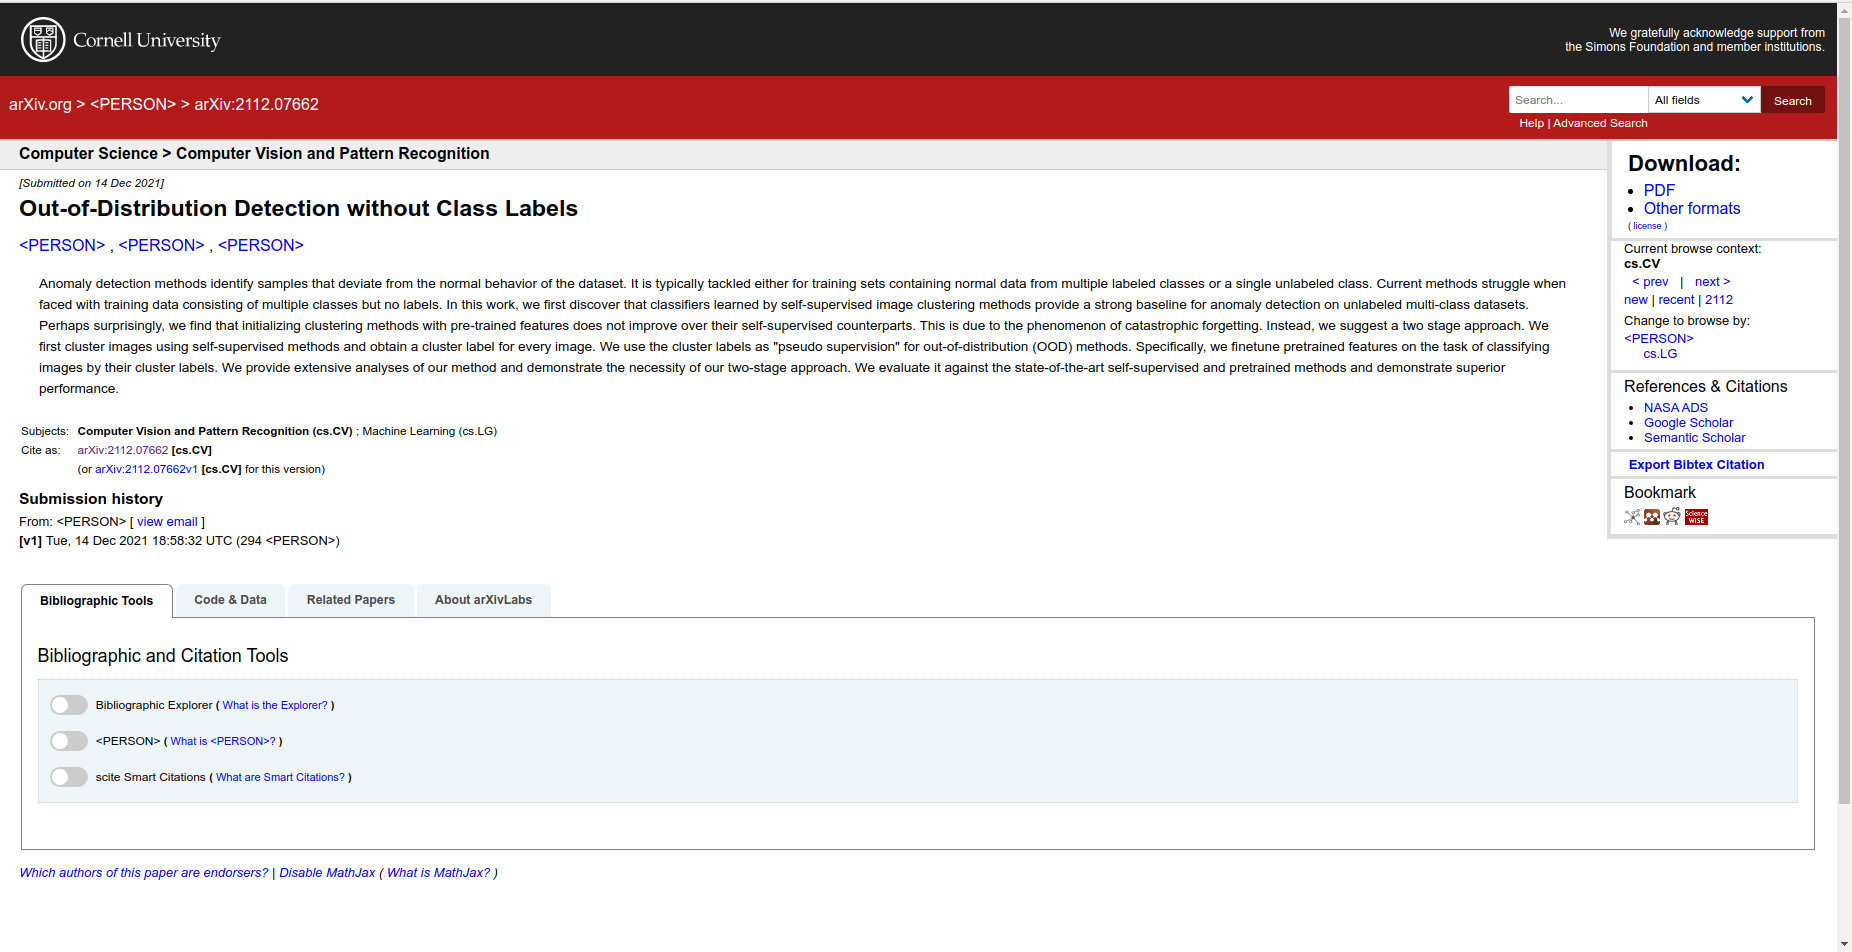 Cornell University
We gratefully acknowledge support from
the Simons Foundation and member institutions.
arXiv.org > <PERSON> > arXiv:2112.07662
Search...
All fields
Search
Help | Advanced Search
Computer Science > Computer Vision and Pattern Recognition
[Submitted on 14 Dec 2021]
Out-of-Distribution Detection without Class Labels
<PERSON> , <PERSON> , <PERSON>
Anomaly detection methods identify samples that deviate from the normal behavior of the dataset. It is typically tackled either for training sets containing normal data from multiple labeled classes or a single unlabeled class. Current methods struggle when
faced with training data consisting of multiple classes but no labels. In this work, we first discover that classifiers learned by self-supervised image clustering methods provide a strong baseline for anomaly detection on unlabeled multi-class datasets.
Perhaps surprisingly, we find that initializing clustering methods with pre-trained features does not improve over their self-supervised counterparts. This is due to the phenomenon of catastrophic forgetting. Instead, we suggest a two stage approach. We
first cluster images using self-supervised methods and obtain a cluster label for every image. We use the cluster labels as "pseudo supervision" for out-of-distribution (OOD) methods. Specifically, we finetune pretrained features on the task of classifying
images by their cluster labels. We provide extensive analyses of our method and demonstrate the necessity of our two-stage approach. We evaluate it against the state-of-the-art self-supervised and pretrained methods and demonstrate superior
performance.
Subjects: Computer Vision and Pattern Recognition (cs.CV) ; Machine Learning (cs.LG)
Cite as: arXiv:2112.07662 [cs.CV]
(or arXiv:2112.07662v1 [cs.CV] for this version)
Submission history
From: <PERSON> [ view email ]
[v1] Tue, 14 Dec 2021 18:58:32 UTC (294 <PERSON>)
Download:
PDF
Other formats
( license )
Current browse context:
cs.CV
< prev | next >
new | recent | 2112
Change to browse by:
<PERSON>
cs.LG
References & Citations
NASA ADS
Google Scholar
Semantic Scholar
Export Bibtex Citation
Bookmark
Science
WISE
Bibliographic Tools
Code & Data
Related Papers
About arXivLabs
Bibliographic and Citation Tools
Bibliographic Explorer ( What is the Explorer? )
<PERSON> ( What is <PERSON>? )
scite Smart Citations ( What are Smart Citations? )
Which authors of this paper are endorsers? | Disable MathJax ( What is MathJax? )